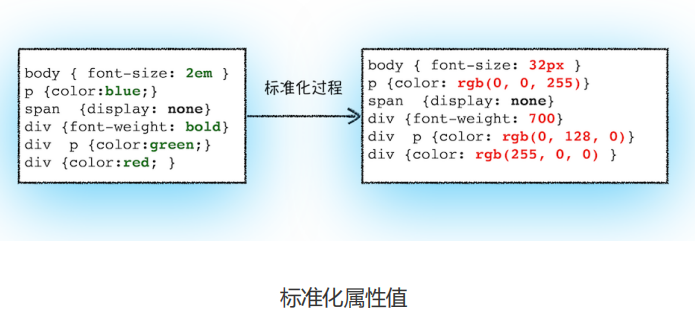 body { font-size: 2em }
p {color:blue;}
span  {display: none}
div {font-weight: bold}
div  p {color:green;}
div {color:red; }
标准化过程
body { font-size: 32px }
p {color: rgb(0, 0, 255)}
span  {display: none}
div {font-weight: 700}
div  p {color: rgb(0, 128, 0)}
div {color: rgb(255, 0, 0) }
标准化属性值